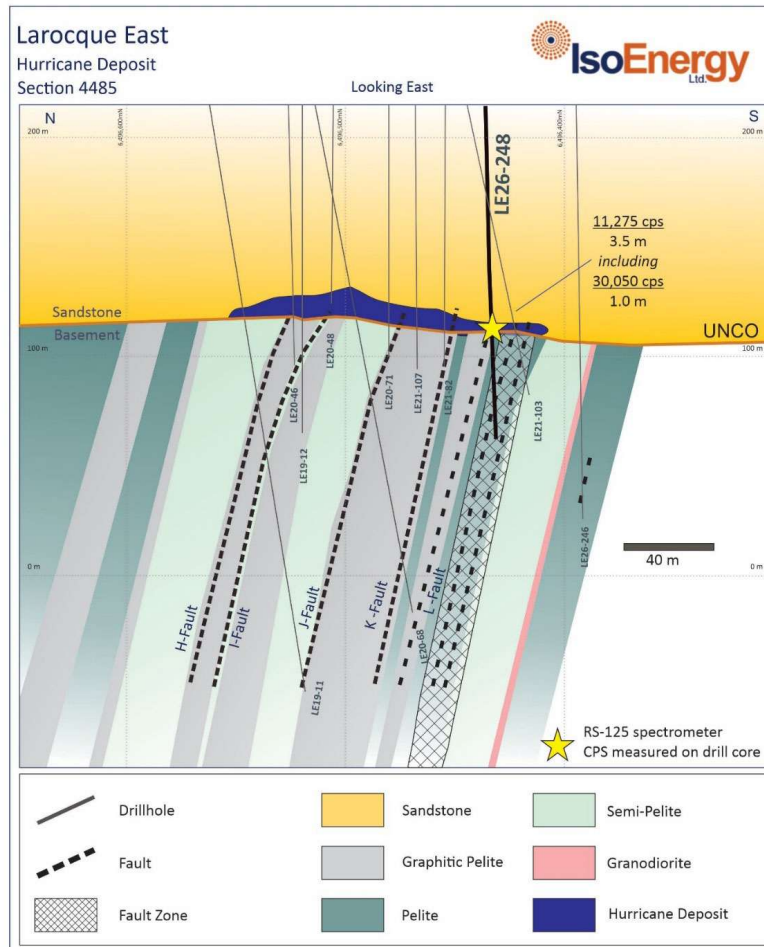 Larocque East
Hurricane Deposit
Section 4485
IsoEnergy
Ltd.
Looking East
N
S
200 m
200 m
6,496,600mN
6,496,500mN
6,496,400mN
LE26-248
11,275 cps
3.5 m
including
30,050 cps
1.0 m
Sandstone
Basement
UNCO
100 m
100 m
LE20-46
LE19-12
LE20-48
LE20-71
LE21-107
LE21-82
LE21-103
LE26-246
40 m
0 m
0 m
H-Fault
I-Fault
J-Fault
K -Fault
L -Fault
LE19-11
LE20-68
RS-125 spectrometer
CPS measured on drill core
Drillhole
Sandstone
Semi-Pelite
Fault
Graphitic Pelite
Granodiorite
Fault Zone
Pelite
Hurricane Deposit